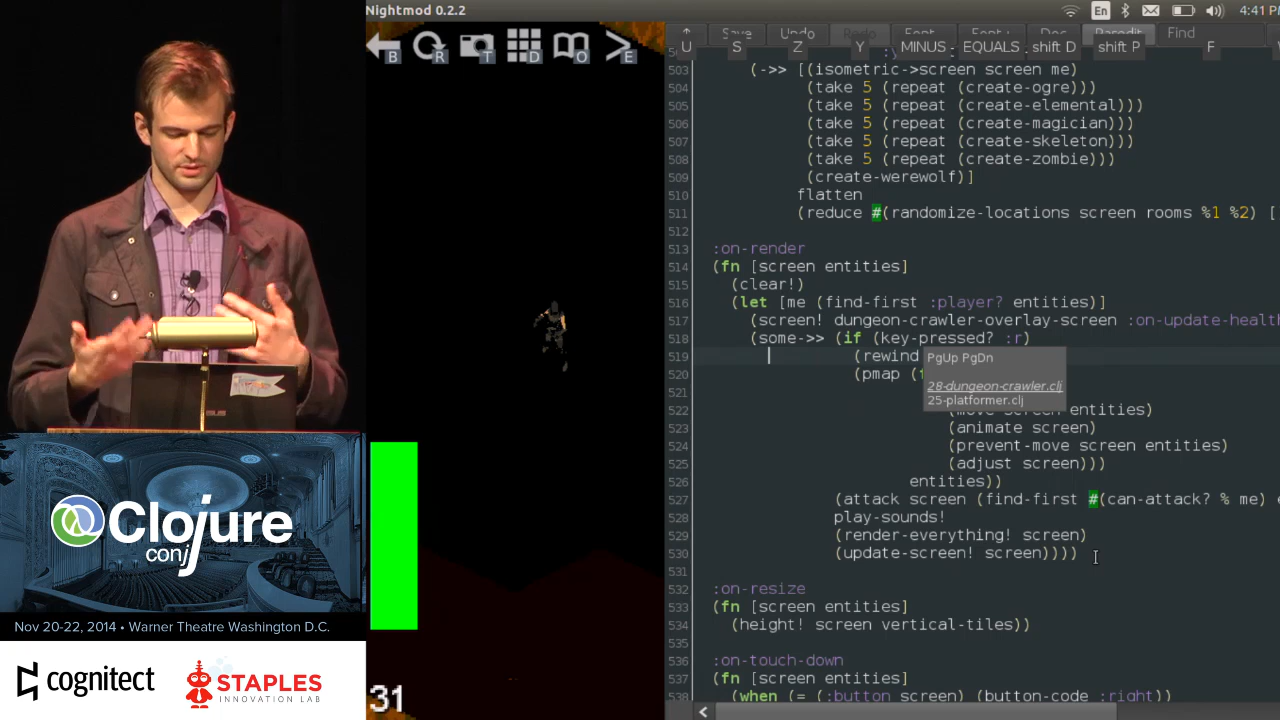 Nightmod 0.2.2
En
4:41 P
B
R
T
D
O
E
Save
Undo
Redo
Font
Doc
Paredit
Find
U
S
Z
Y
MINUS -
EQUALS
shift D
shift P
F
503 (->> [(isometric->screen screen me)
504 (take 5 (repeat (create-ogre)))
505 (take 5 (repeat (create-elemental)))
506 (take 5 (repeat (create-magician)))
507 (take 5 (repeat (create-skeleton)))
508 (take 5 (repeat (create-zombie)))
509 (create-werewolf)]
510 flatten
511 (reduce #(randomize-locations screen rooms %1 %2) [
512
513 :on-render
514 (fn [screen entities]
515 (clear!)
516 (let [me (find-first :player? entities)]
517 (screen! dungeon-crawler-overlay-screen :on-update-health
518 (some->> (if (key-pressed? :r)
519 (rewind
520 (pmap (
521
522 (move screen entities)
523 (animate screen)
524 (prevent-move screen entities)
525 (adjust screen)))
526 entities))
527 (attack screen (find-first #(can-attack? % me) e
528 play-sounds!
529 (render-everything! screen)
530 (update-screen! screen))))
531
532 :on-resize
533 (fn [screen entities]
534 (height! screen vertical-tiles))
535
536 :on-touch-down
537 (fn [screen entities]
538 (when (= (:button screen) (button-code :right))
PgUp PgDn
28-dungeon-crawler.clj
25-platformer.clj
31
ASUS
Clojure
conj
Nov 20-22, 2014 • Warner Theatre Washington D.C.
cognitect
STAPLES
INNOVATION LAB